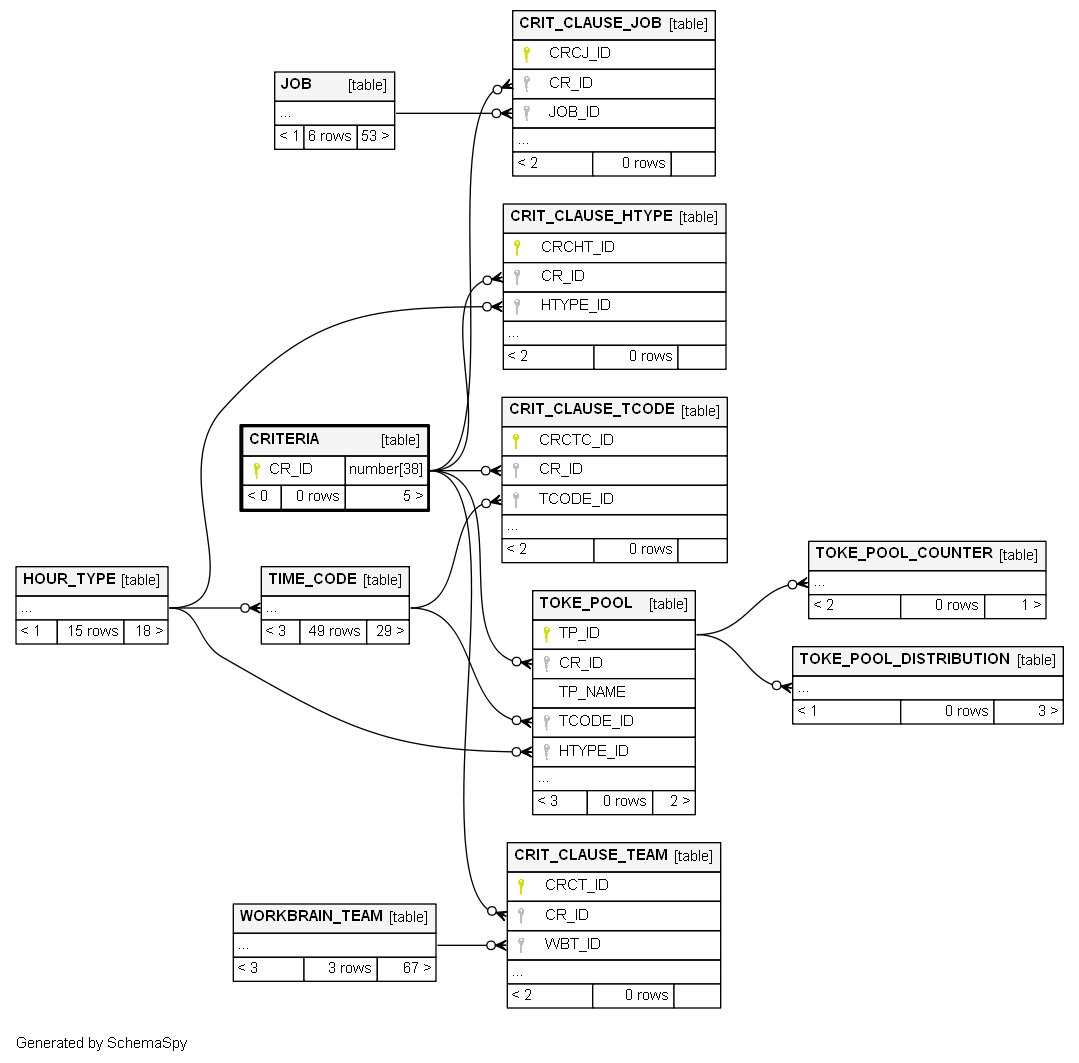 CRIT_CLAUSE_JOB [table]
CRCJ_ID
CR_ID
JOB_ID
...
< 2 0 rows
JOB [table]
...
< 1 6 rows 53 >
CRIT_CLAUSE_HTYPE [table]
CRCHT_ID
CR_ID
HTYPE_ID
...
< 2 0 rows
CRIT_CLAUSE_TCODE [table]
CRCTC_ID
CR_ID
TCODE_ID
...
< 2 0 rows
CRITERIA [table]
CR_ID number[38]
< 0 0 rows 5 >
HOUR_TYPE [table]
...
< 1 15 rows 18 >
TIME_CODE [table]
...
< 3 49 rows 29 >
TOKE_POOL [table]
TP_ID
CR_ID
TP_NAME
TCODE_ID
HTYPE_ID
...
< 3 0 rows 2 >
TOKE_POOL_COUNTER [table]
...
< 2 0 rows 1 >
TOKE_POOL_DISTRIBUTION [table]
...
< 1 0 rows 3 >
CRIT_CLAUSE_TEAM [table]
CRCT_ID
CR_ID
WBT_ID
...
< 2 0 rows
WORKBRAIN_TEAM [table]
...
< 3 3 rows 67 >
Generated by SchemaSpy